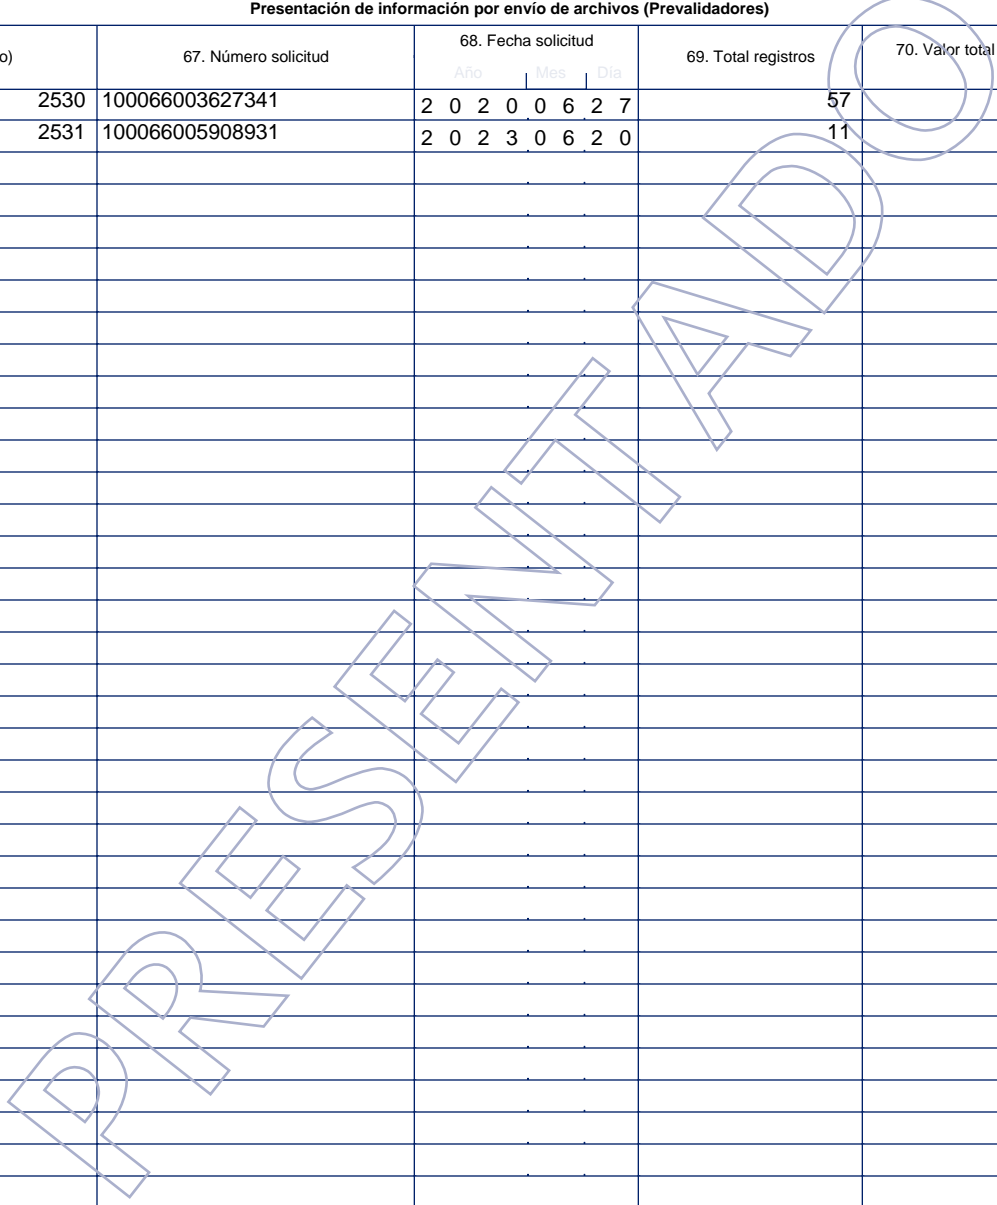 Presentación de información por envío de archivos (Prevalidadores)
o) 67. Número solicitud 68. Fecha solicitud 69. Total registros 70. Valor total
Año Mes Día
2530 100066003627341 2 0 2 0 0 6 2 7 57
2531 100066005908931 2 0 2 3 0 6 2 0 11
PRESENTADO